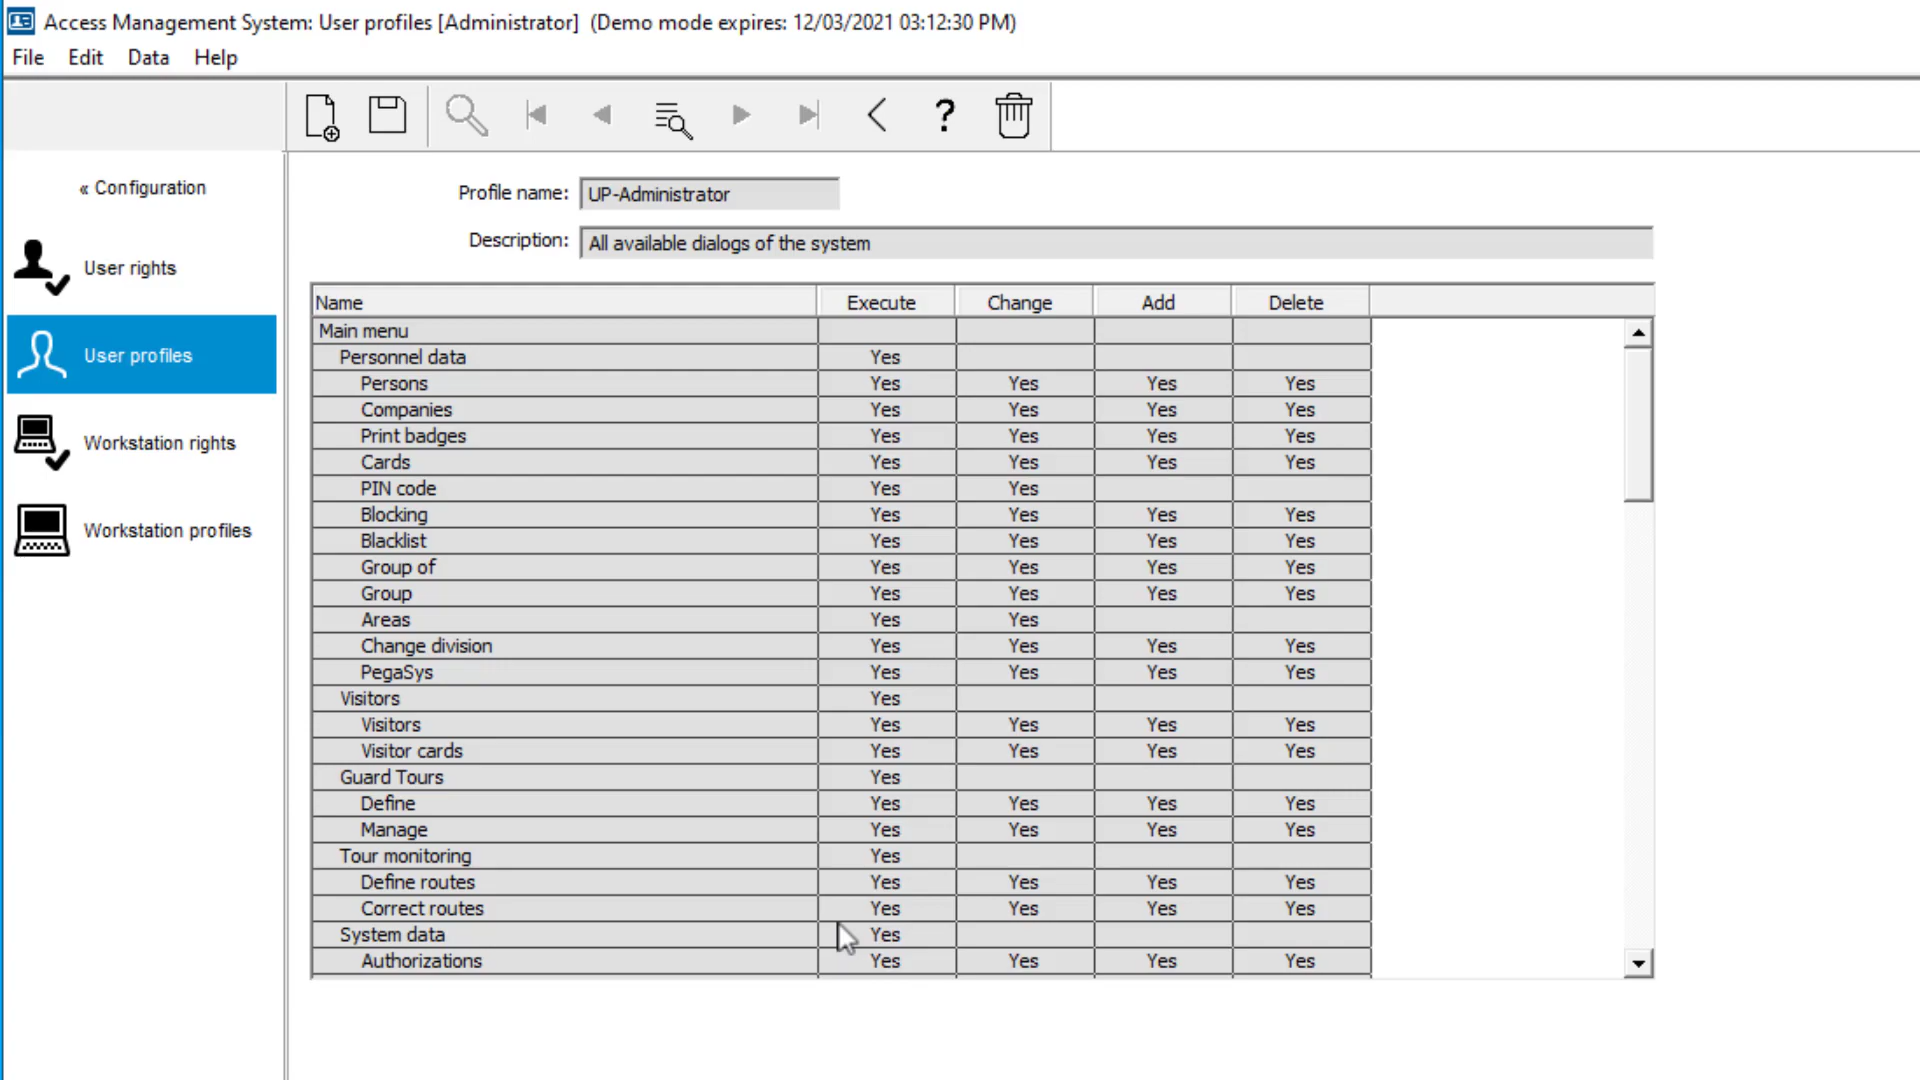 Access Management System: User profiles [Administrator] (Demo mode expires: 12/03/2021 03:12:30 PM)
File Edit Data Help
?
« Configuration
User rights
User profiles
Workstation rights
Workstation profiles
Profile name: UP-Administrator
Description: All available dialogs of the system
Name Execute Change Add Delete
Main menu
Personnel data Yes
Persons Yes Yes Yes Yes
Companies Yes Yes Yes Yes
Print badges Yes Yes Yes Yes
Cards Yes Yes Yes Yes
PIN code Yes Yes
Blocking Yes Yes Yes Yes
Blacklist Yes Yes Yes Yes
Group of Yes Yes Yes Yes
Group Yes Yes Yes Yes
Areas Yes Yes
Change division Yes Yes Yes Yes
PegaSys Yes Yes Yes Yes
Visitors Yes
Visitors Yes Yes Yes Yes
Visitor cards Yes Yes Yes Yes
Guard Tours Yes
Define Yes Yes Yes Yes
Manage Yes Yes Yes Yes
Tour monitoring Yes
Define routes Yes Yes Yes Yes
Correct routes Yes Yes Yes Yes
System data Yes
Authorizations Yes Yes Yes Yes